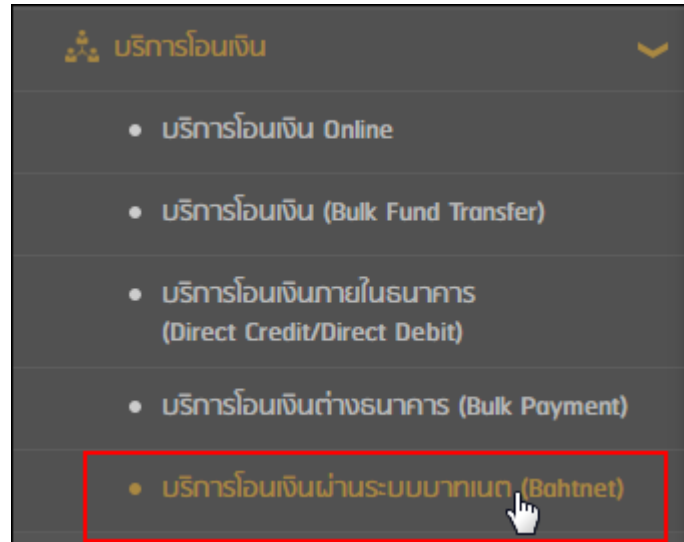 บริการโอนเงิน
บริการโอนเงิน Online
บริการโอนเงิน (Bulk Fund Transfer)
บริการโอนเงินภายในธนาคาร
(Direct Credit/Direct Debit)
บริการโอนเงินต่างธนาคาร (Bulk Payment)
บริการโอนเงินผ่านระบบบาทเนต (Bahtnet)